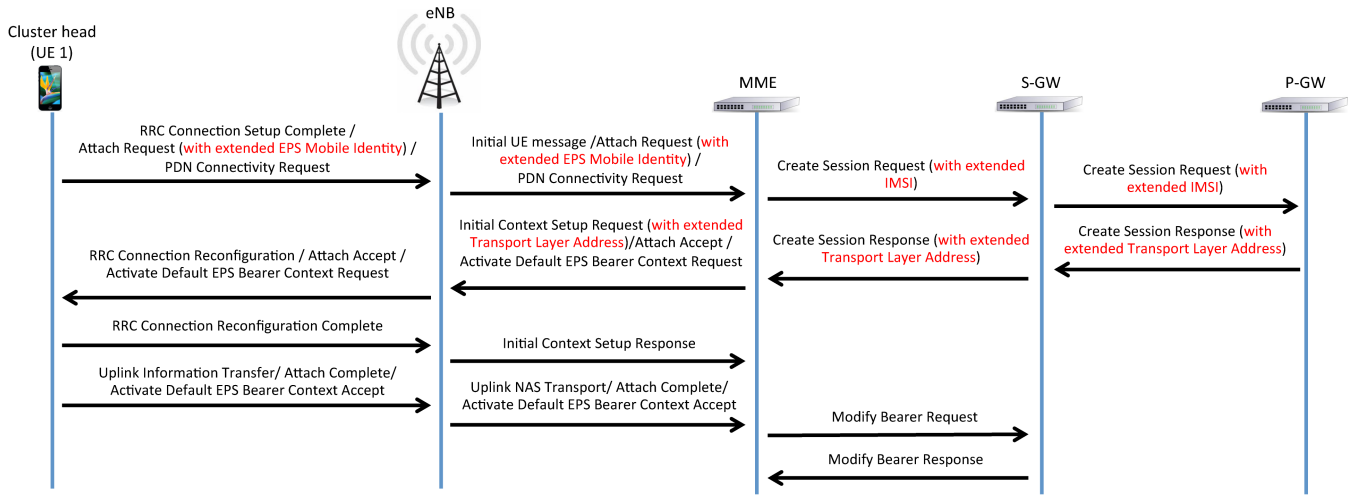 eNB
Cluster head
(UE 1)
MME
S-GW
P-GW
RRC Connection Setup Complete /
Attach Request (with extended EPS Mobile Identity) /
PDN Connectivity Request
Initial UE message /Attach Request (with
extended EPS Mobile Identity) /
PDN Connectivity Request
Create Session Request (with extended
IMSI)
Create Session Request (with
extended IMSI)
Create Session Response (with
extended Transport Layer Address)
Create Session Response (with extended
Transport Layer Address)
Initial Context Setup Request (with extended
Transport Layer Address)/Attach Accept /
Activate Default EPS Bearer Context Request
RRC Connection Reconfiguration / Attach Accept /
Activate Default EPS Bearer Context Request
RRC Connection Reconfiguration Complete
Initial Context Setup Response
Uplink Information Transfer/ Attach Complete/
Activate Default EPS Bearer Context Accept
Uplink NAS Transport/ Attach Complete/
Activate Default EPS Bearer Context Accept
Modify Bearer Request
Modify Bearer Response